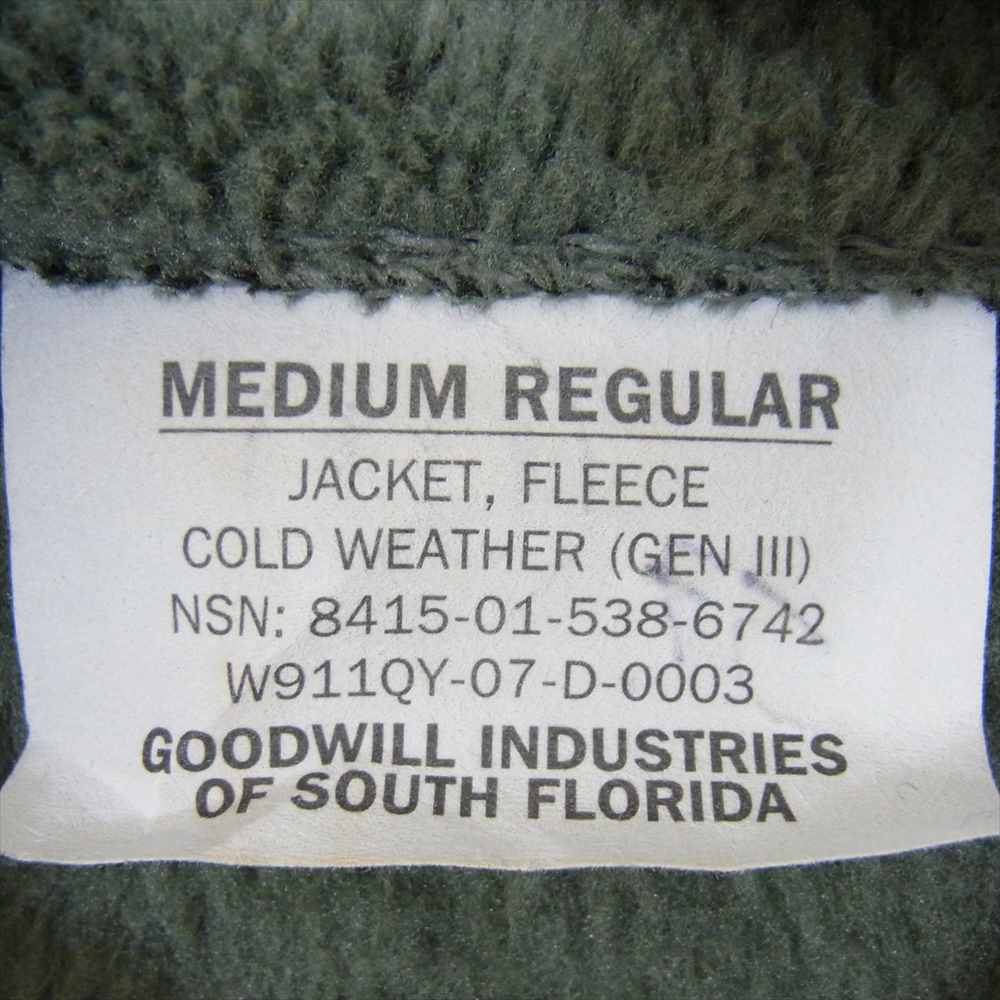 MEDIUM REGULAR
JACKET, FLEECE
COLD WEATHER (GEN III)
NSN: 8415-01-538-6742
W911QY-07-D-0003
GOODWILL INDUSTRIES
OF SOUTH FLORIDA